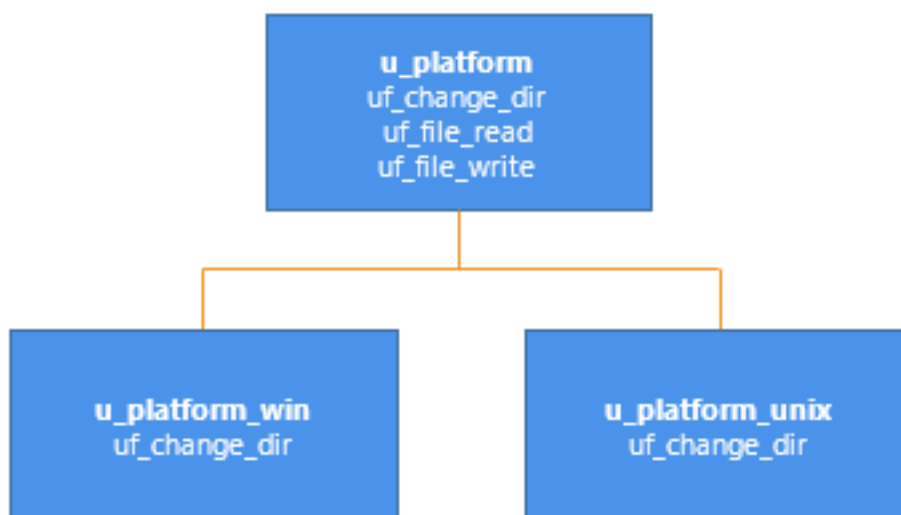 u_platform
uf_change_dir
uf_file_read
uf_file_write
u_platform_win
uf_change_dir
u_platform_unix
uf_change_dir